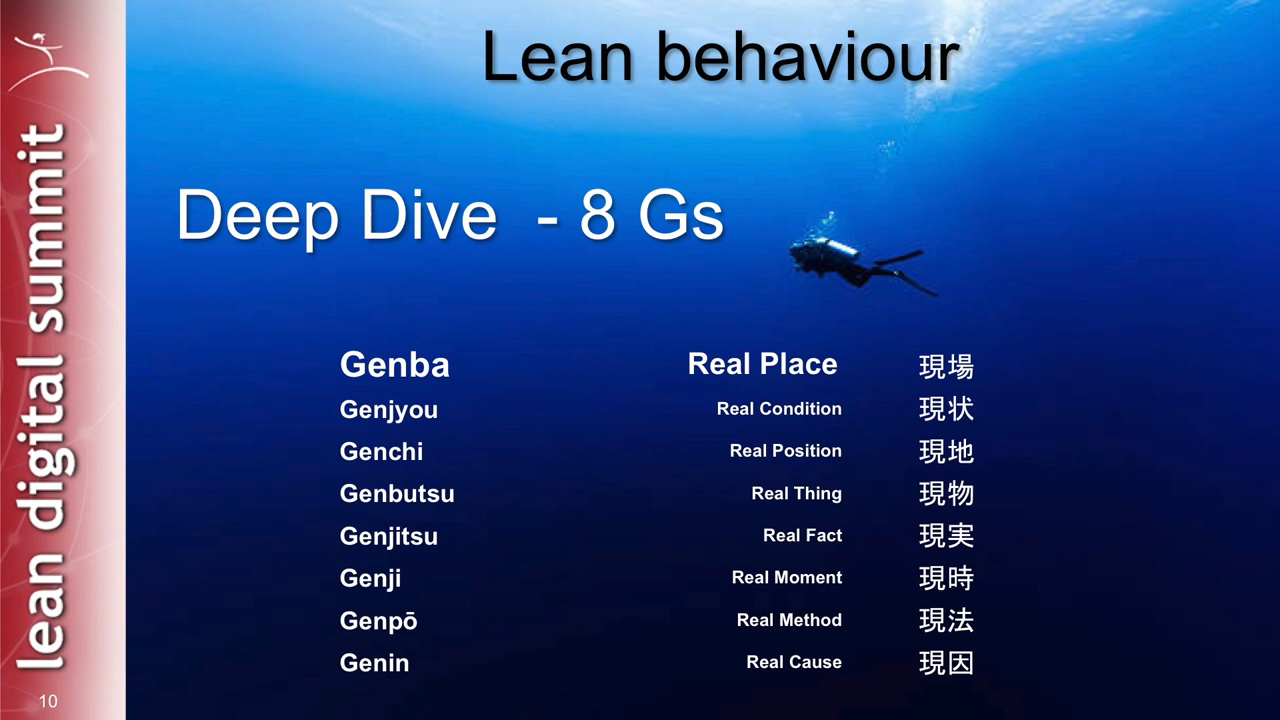 Lean behaviour
Deep Dive - 8 Gs
Genba Real Place 現場
Genjyou Real Condition 現状
Genchi Real Position 現地
Genbutsu Real Thing 現物
Genjitsu Real Fact 現実
Genji Real Moment 現時
Genpō Real Method 現法
Genin Real Cause 現因
lean digital summit
10